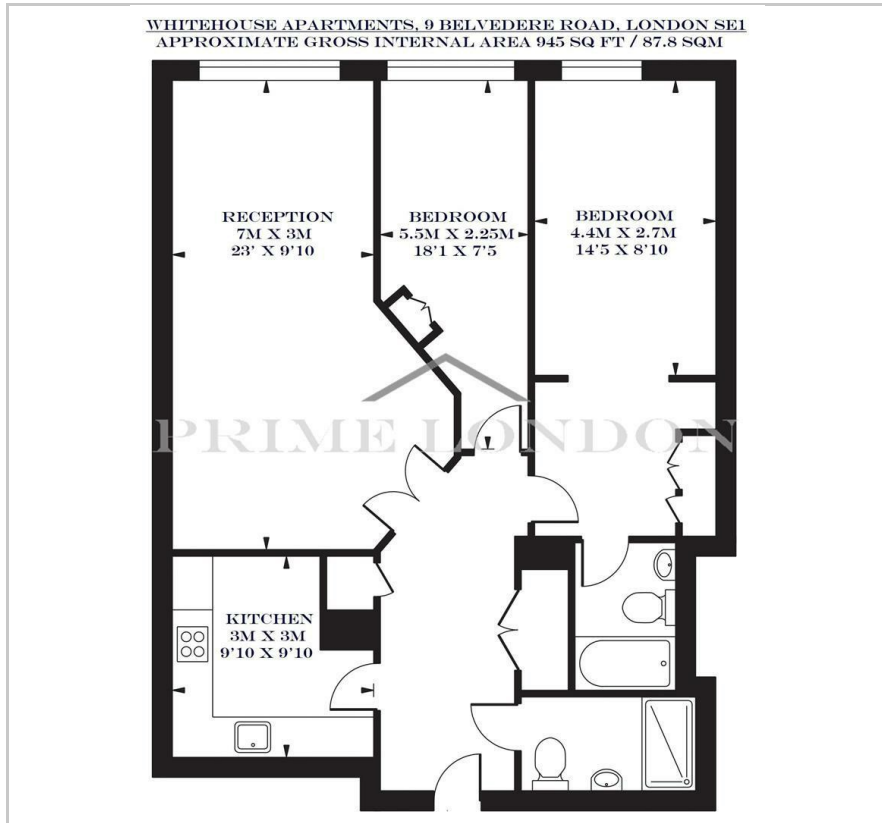 WHITEHOUSE APARTMENTS, 9 BELVEDERE ROAD, LONDON SE1
APPROXIMATE GROSS INTERNAL AREA 945 SQ FT / 87.8 SQM
RECEPTION
7M X 3M
23' X 9'10
BEDROOM
5.5M X 2.25M
18'1 X 7'5
BEDROOM
4.4M X 2.7M
14'5 X 8'10
PRIME LONDON
KITCHEN
3M X 3M
9'10 X 9'10